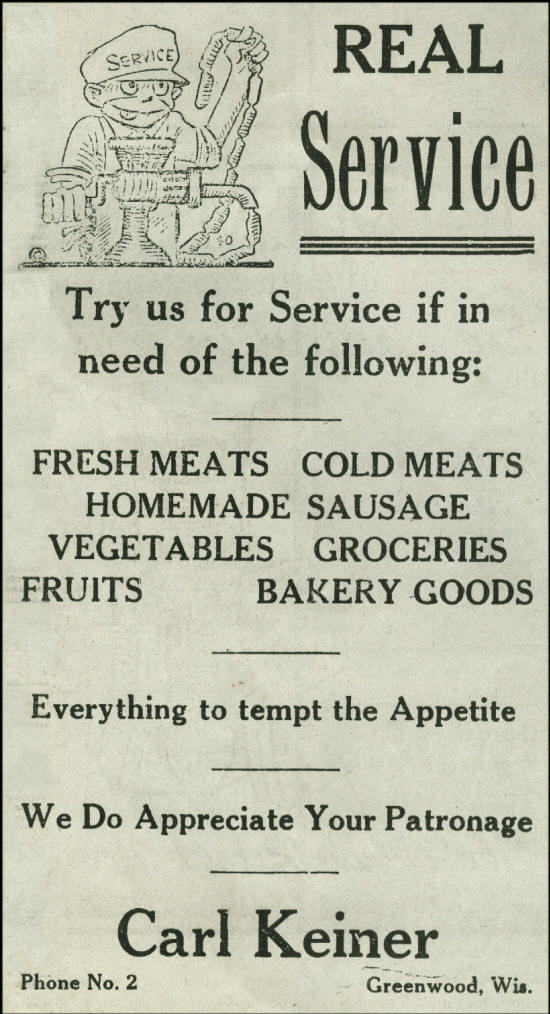 SERVICE
REAL
Service
Try us for Service if in
need of the following:
FRESH MEATS COLD MEATS
HOMEMADE SAUSAGE
VEGETABLES GROCERIES
FRUITS BAKERY GOODS
Everything to tempt the Appetite
We Do Appreciate Your Patronage
Carl Keiner
Phone No. 2 Greenwood, Wis.